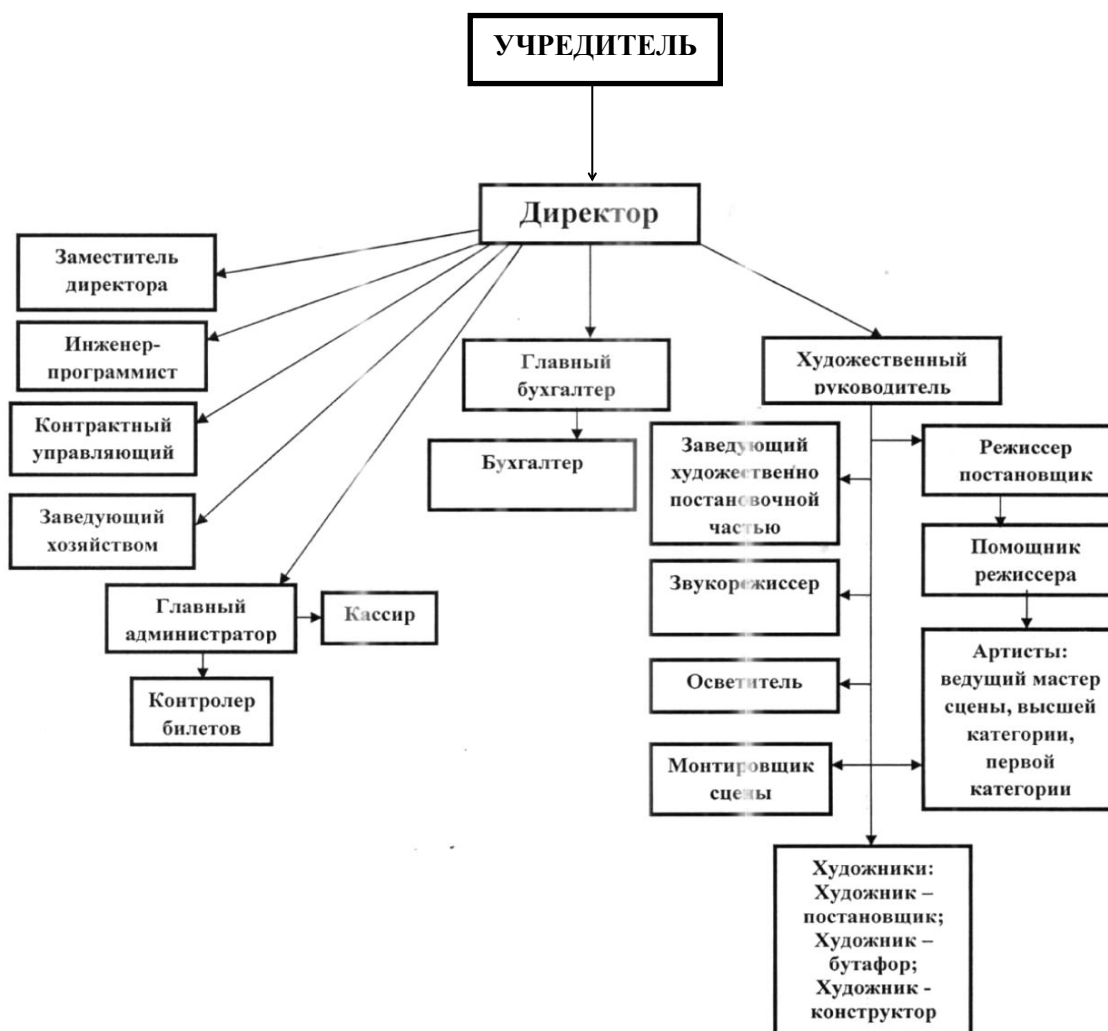 УЧРЕДИТЕЛЬ
Директор
Заместитель
директора
Инженер-
программист
Контрактный
управляющий
Заведующий
хозяйством
Главный
администратор
Кассир
Контролер
билетов
Главный
бухгалтер
Бухгалтер
Художественный
руководитель
Заведующий
художественно
постановочной
частью
Звукорежиссер
Осветитель
Монтировщик
сцены
Режиссер
постановщик
Помощник
режиссера
Артисты:
ведущий мастер
сцены, высшей
категории,
первой
категории
Художники:
Художник –
постановщик;
Художник –
бутафор;
Художник -
конструктор